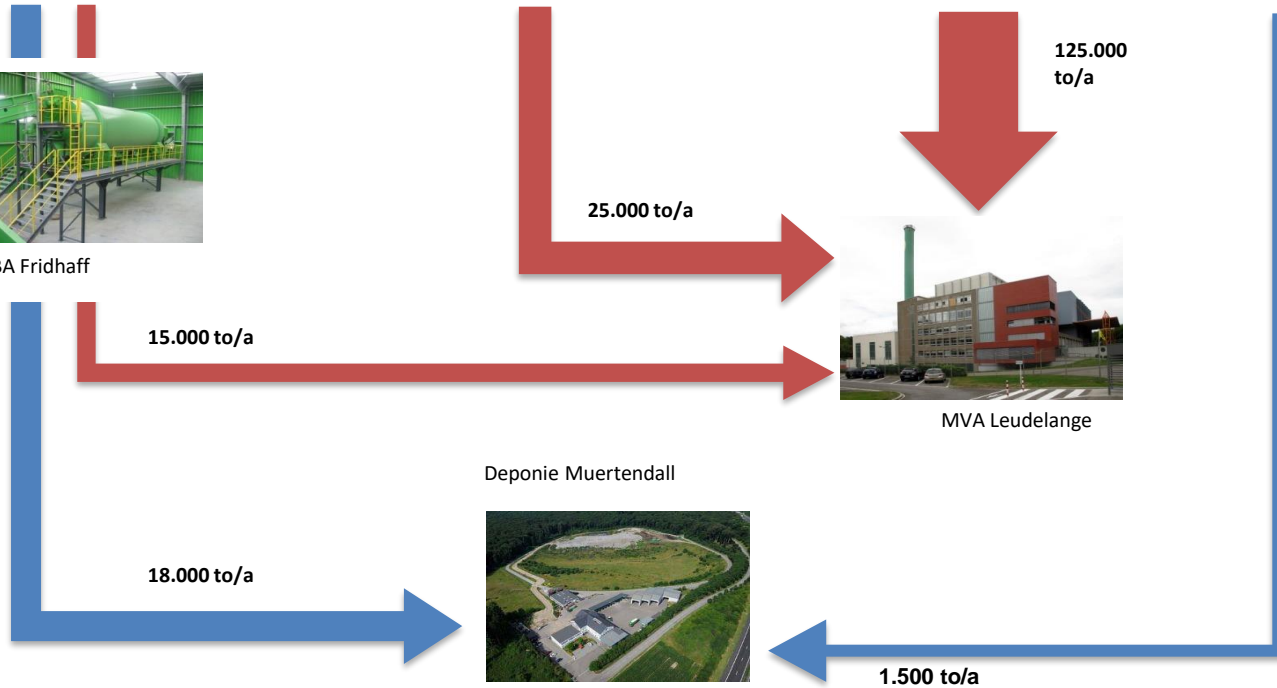 125.000
to/a
25.000 to/a
BA Fridhaff
15.000 to/a
MVA Leudelange
Deponie Muertendall
18.000 to/a
1.500 to/a